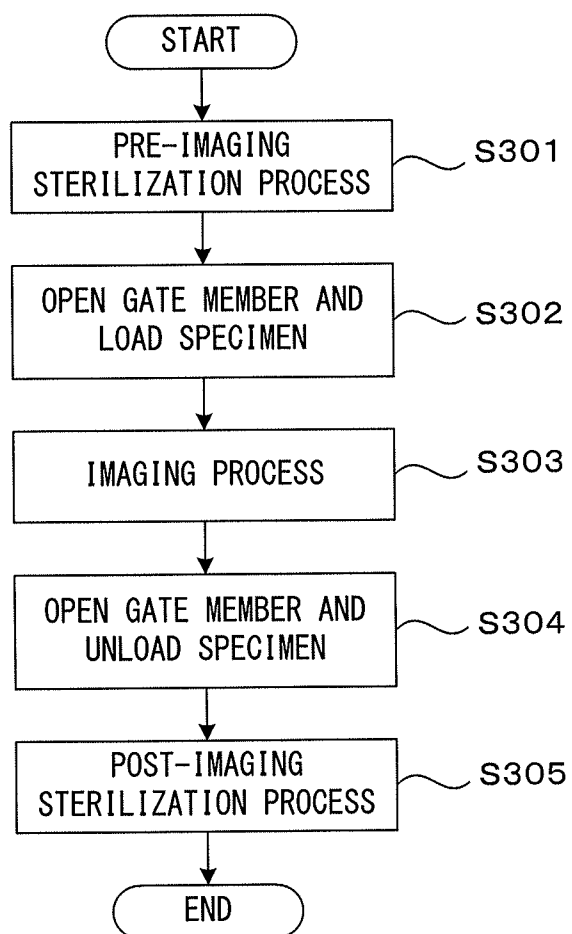 START
PRE-IMAGING
STERILIZATION PROCESS
S301
OPEN GATE MEMBER AND
LOAD SPECIMEN
S302
IMAGING PROCESS
S303
OPEN GATE MEMBER AND
UNLOAD SPECIMEN
S304
POST-IMAGING
STERILIZATION PROCESS
S305
END